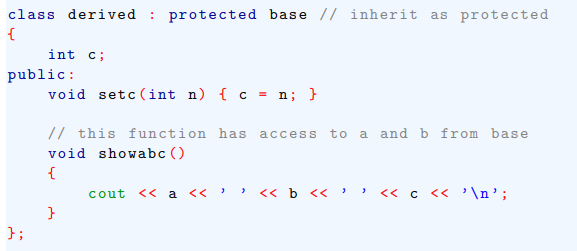 class derived : protected base // inherit as protected
{
    int c;
public:
    void setc(int n) { c = n; }

    // this function has access to a and b from base
    void showabc()
    {
        cout << a << ’ ’ << b << ’ ’ << c << ’\n’;
    }
};